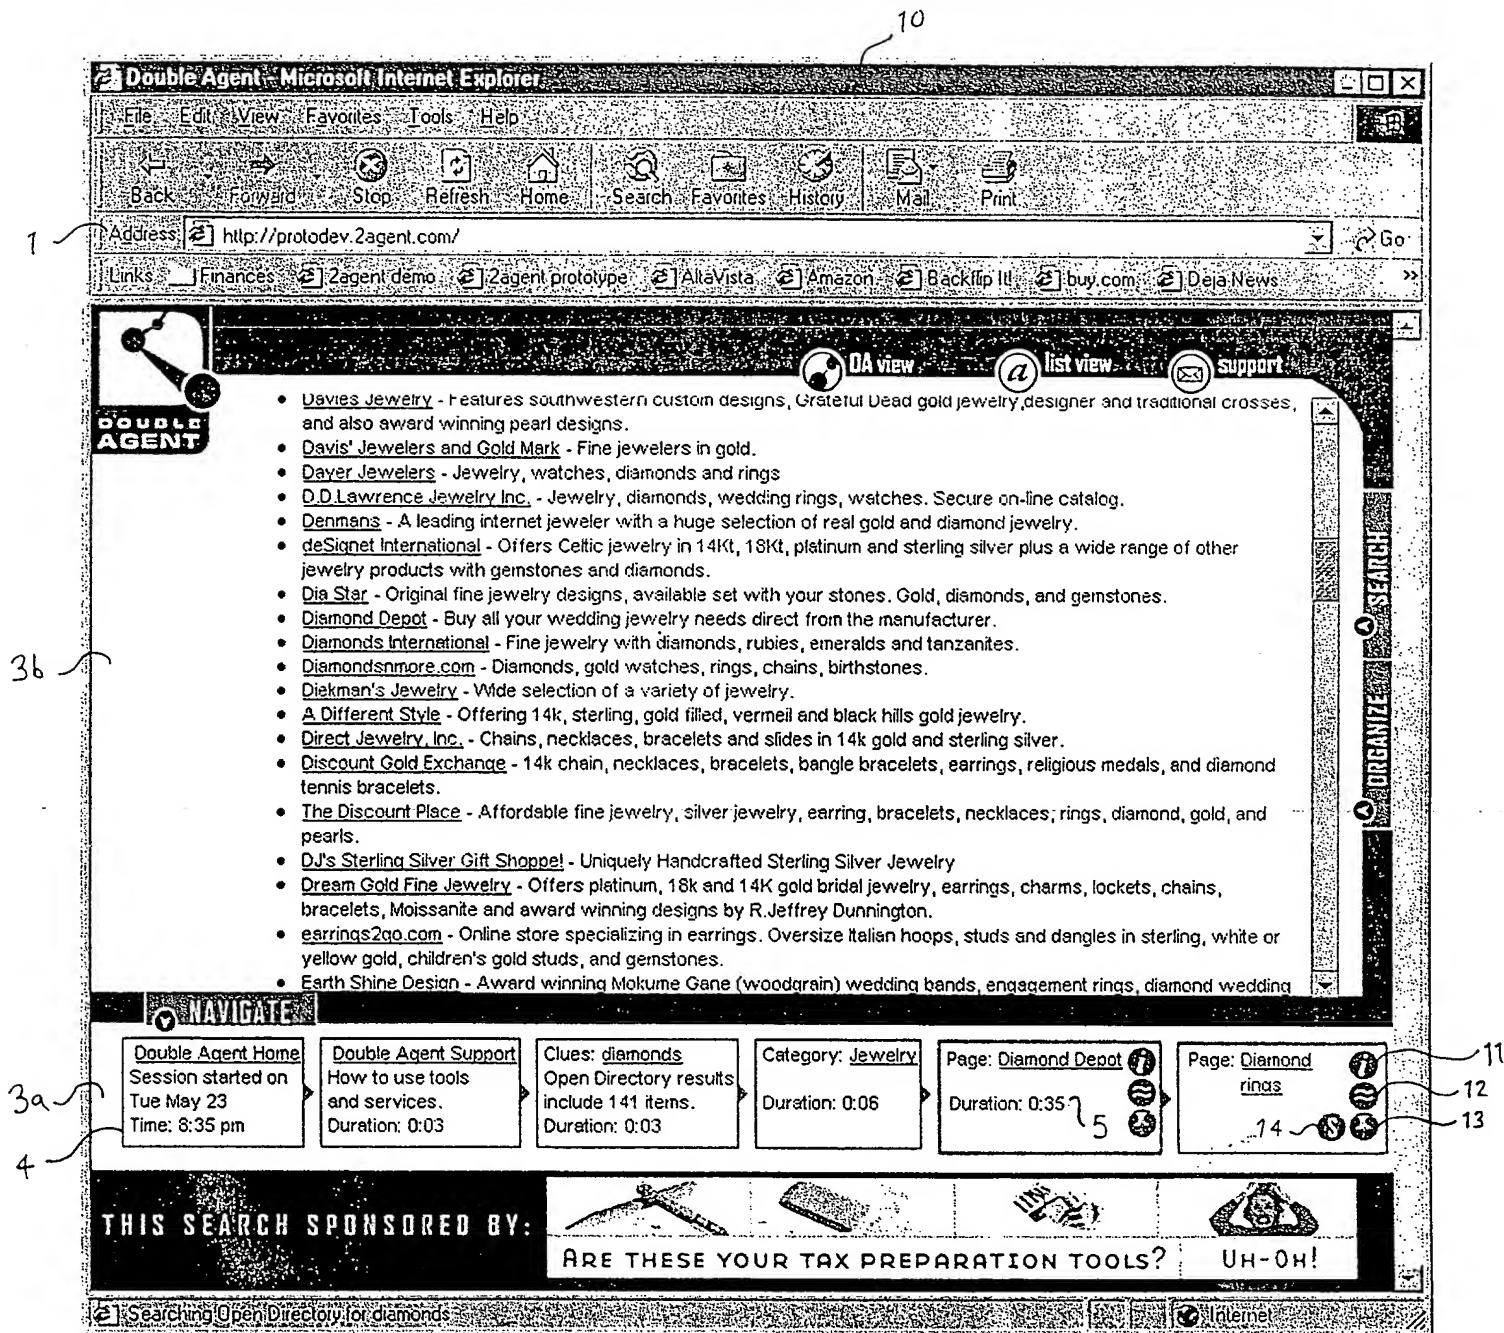 10
Double Agent - Microsoft Internet Explorer
File Edit View Favorites Tools Help
Back Forward Stop Refresh Home Search Favorites History Mail Print
1 Address http://protodev.2agent.com/ Go
Links Finances 2agent demo 2agent prototype AltaVista Amazon Backflip It! buy.com Deja News »
DOUBLE AGENT
DA view a list view support
• Davies Jewelry - Features southwestern custom designs, Grateful Dead gold jewelry,designer and traditional crosses,
and also award winning pearl designs.
• Davis' Jewelers and Gold Mark - Fine jewelers in gold.
• Dayer Jewelers - Jewelry, watches, diamonds and rings
• D.D.Lawrence Jewelry Inc. - Jewelry, diamonds, wedding rings, watches. Secure on-line catalog.
• Denmans - A leading internet jeweler with a huge selection of real gold and diamond jewelry.
• deSignet International - Offers Celtic jewelry in 14Kt, 18Kt, platinum and sterling silver plus a wide range of other
jewelry products with gemstones and diamonds.
• Dia Star - Original fine jewelry designs, available set with your stones. Gold, diamonds, and gemstones.
• Diamond Depot - Buy all your wedding jewelry needs direct from the manufacturer.
• Diamonds International - Fine jewelry with diamonds, rubies, emeralds and tanzanites.
• Diamondsnmore.com - Diamonds, gold watches, rings, chains, birthstones.
• Diekman's Jewelry - Wide selection of a variety of jewelry.
• A Different Style - Offering 14k, sterling, gold filled, vermeil and black hills gold jewelry.
• Direct Jewelry, Inc. - Chains, necklaces, bracelets and slides in 14k gold and sterling silver.
• Discount Gold Exchange - 14k chain, necklaces, bracelets, bangle bracelets, earrings, religious medals, and diamond
tennis bracelets.
• The Discount Place - Affordable fine jewelry, silver jewelry, earring, bracelets, necklaces, rings, diamond, gold, and
pearls.
• DJ's Sterling Silver Gift Shoppe! - Uniquely Handcrafted Sterling Silver Jewelry
• Dream Gold Fine Jewelry - Offers platinum, 18k and 14K gold bridal jewelry, earrings, charms, lockets, chains,
bracelets, Moissanite and award winning designs by R.Jeffrey Dunnington.
• earrings2go.com - Online store specializing in earrings. Oversize Italian hoops, studs and dangles in sterling, white or
yellow gold, children's gold studs, and gemstones.
• Earth Shine Design - Award winning Mokume Gane (woodgrain) wedding bands, engagement rings, diamond wedding
SEARCH
ORGANIZE
3b
NAVIGATE
3a
4
Double Agent Home
Session started on
Tue May 23
Time: 8:35 pm
Double Agent Support
How to use tools
and services.
Duration: 0:03
Clues: diamonds
Open Directory results
include 141 items.
Duration: 0:03
Category: Jewelry
Duration: 0:06
Page: Diamond Depot
Duration: 0:35
5
Page: Diamond
rings
11
12
13
14
THIS SEARCH SPONSORED BY:
ARE THESE YOUR TAX PREPARATION TOOLS? UH-OH!
Searching Open Directory for diamonds Internet